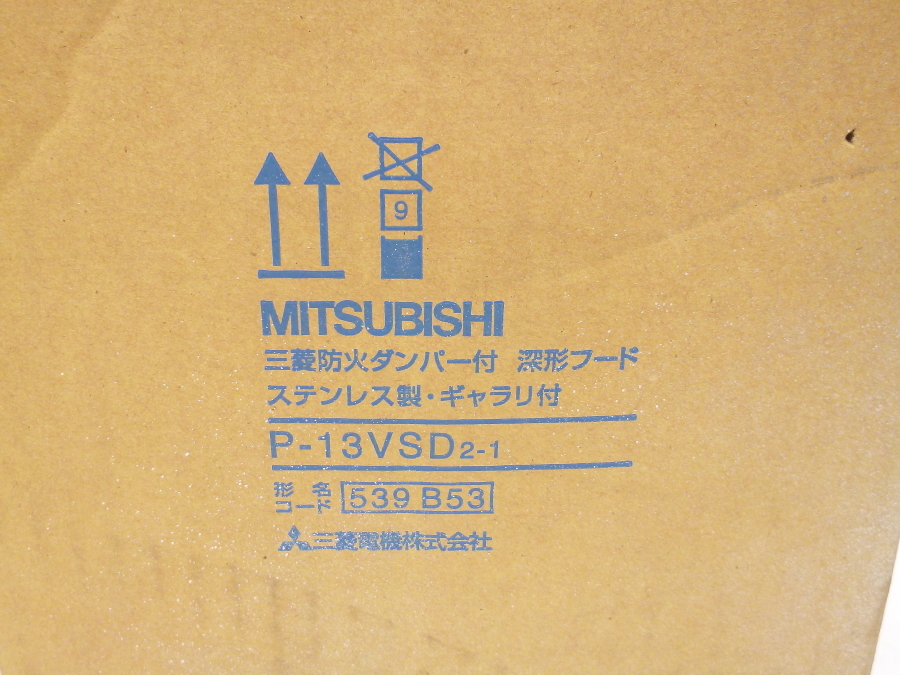 9
MITSUBISHI
三菱防火ダンパー付 深形フード
ステンレス製・ギャラリ付
P-13VSD2-1
形名
コード 539 B53
三菱電機株式会社